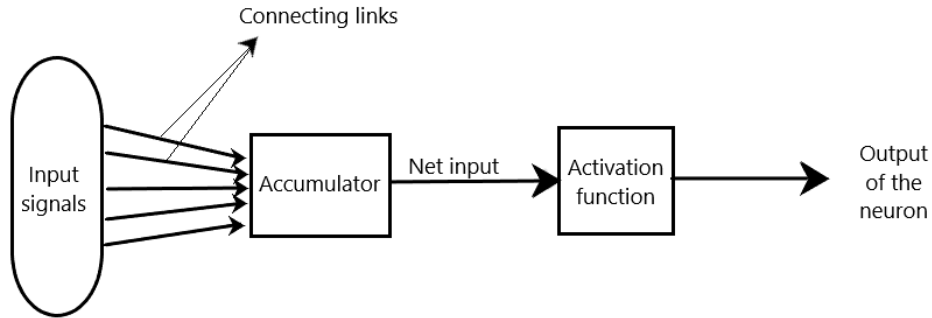 Connecting links
Input
signals
Accumulator
Net input
Activation
function
Output
of the
neuron